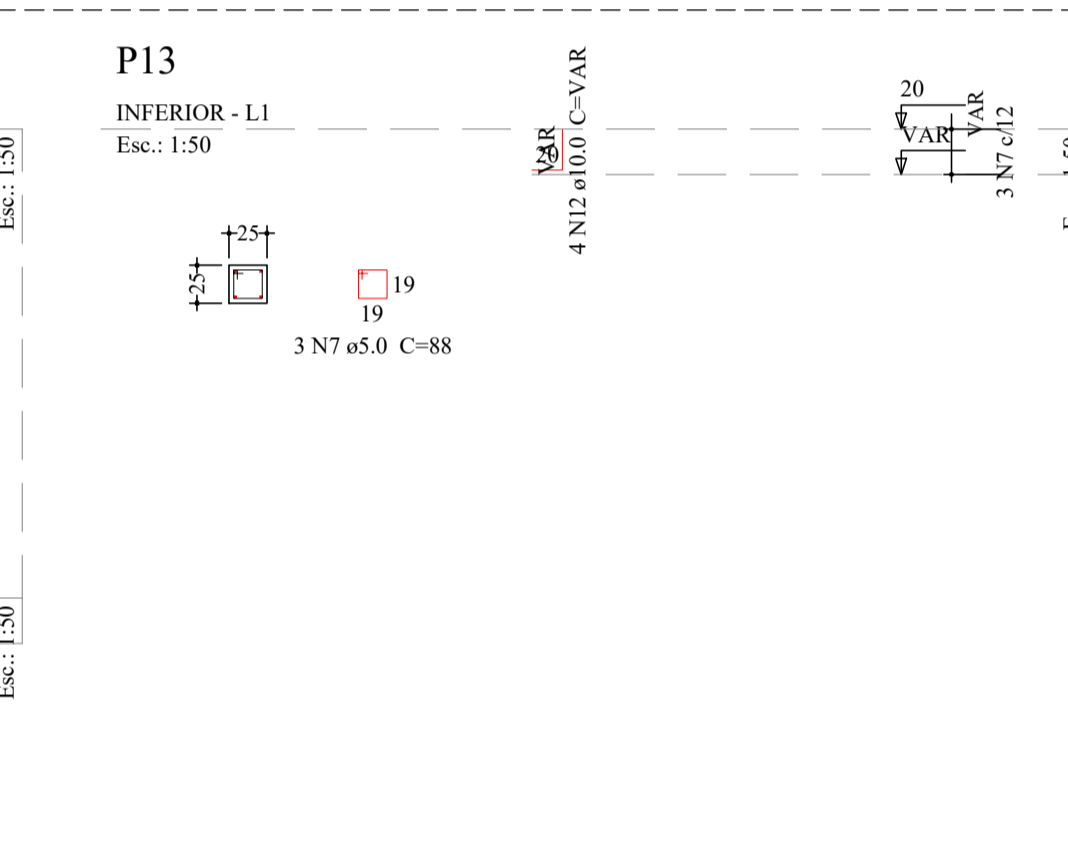 P13
INFERIOR - L1
Esc.: 1:50
Esc.: 1:50
25
25
19
19
3 N7 ø5.0 C=88
VAR
20
4 N12 ø10.0 C=VAR
20
VAR
VAR
3 N7 c/12
Esc.: 1:50